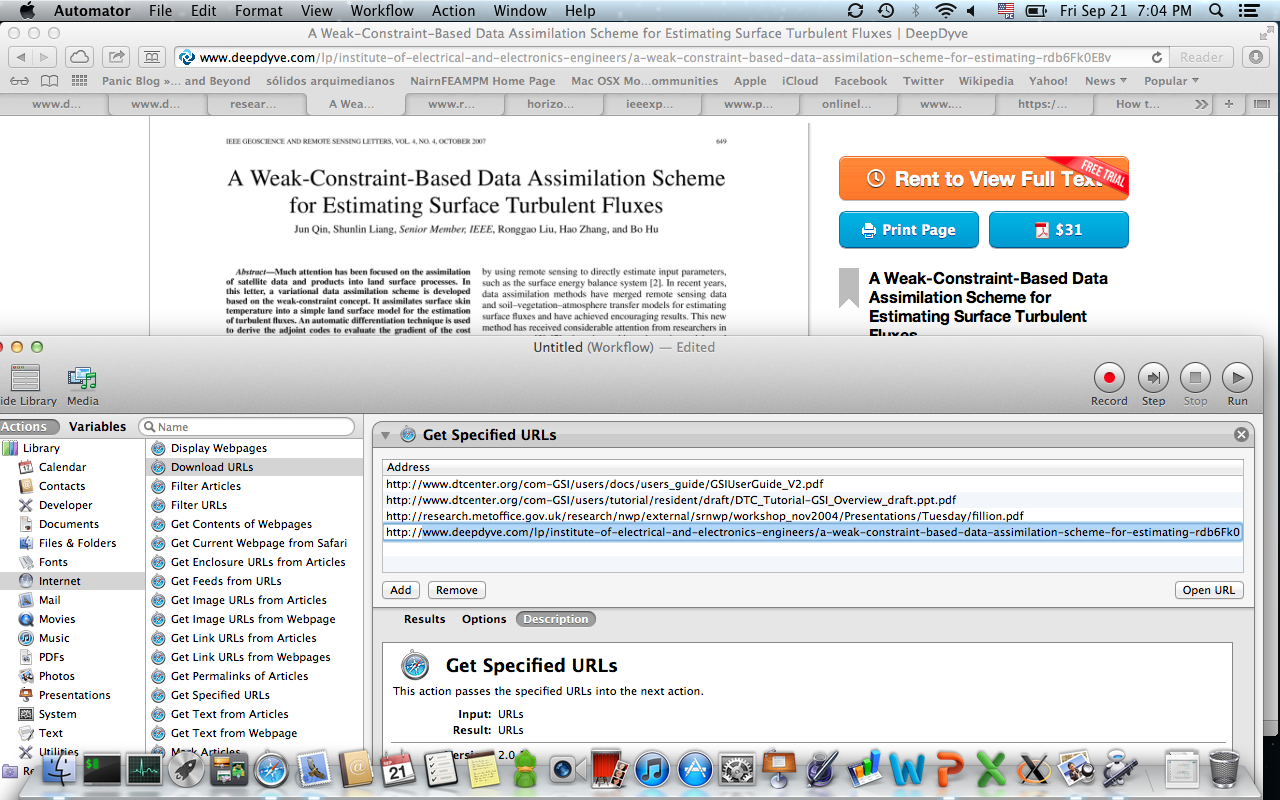 Automator File Edit Format View Workflow Action Window Help Fri Sep 21 7:04 PM
A Weak-Constraint-Based Data Assimilation Scheme for Estimating Surface Turbulent Fluxes | DeepDyve
www.deepdyve.com/lp/institute-of-electrical-and-electronics-engineers/a-weak-constraint-based-data-assimilation-scheme-for-estimating-rdb6Fk0EBv Reader
Panic Blog »... and Beyond sólidos arquimedianos NairnFEAMPM Home Page Mac OSX Mo...ommunities Apple iCloud Facebook Twitter Wikipedia Yahoo! News Popular
www.d... www.d... resear... A Wea... www.r... horizo... ieeexp... www.p... onlinel... www.... https:/... How t...
IEEE GEOSCIENCE AND REMOTE SENSING LETTERS, VOL. 4, NO. 4, OCTOBER 2007 649
A Weak-Constraint-Based Data Assimilation Scheme
for Estimating Surface Turbulent Fluxes
Jun Qin, Shunlin Liang, Senior Member, IEEE, Ronggao Liu, Hao Zhang, and Bo Hu
Abstract—Much attention has been focused on the assimilation
of satellite data and products into land surface processes. In
this letter, a variational data assimilation scheme is developed
based on the weak-constraint concept. It assimilates surface skin
temperature into a simple land surface model for the estimation
of turbulent fluxes. An automatic differentiation technique is used
to derive the adjoint codes to evaluate the gradient of the cost
by using remote sensing to directly estimate input parameters,
such as the surface energy balance system [2]. In recent years,
data assimilation methods have merged remote sensing data
and soil–vegetation–atmosphere transfer models for estimating
surface fluxes and have achieved encouraging results. This new
method has received considerable attention from researchers in
Rent to View Full Text
FREE TRIAL
Print Page
$31
A Weak-Constraint-Based Data
Assimilation Scheme for
Estimating Surface Turbulent
Fluxes
Untitled (Workflow) — Edited
ide Library Media Record Step Stop Run
Actions Variables Name
Library
Calendar
Contacts
Developer
Documents
Files & Folders
Fonts
Internet
Mail
Movies
Music
PDFs
Photos
Presentations
System
Text
Utilities
Display Webpages
Download URLs
Filter Articles
Filter URLs
Get Contents of Webpages
Get Current Webpage from Safari
Get Enclosure URLs from Articles
Get Feeds from URLs
Get Image URLs from Articles
Get Image URLs from Webpage
Get Link URLs from Articles
Get Link URLs from Webpages
Get Permalinks of Articles
Get Specified URLs
Get Text from Articles
Get Text from Webpage
Mark Articles
Get Specified URLs
Address
http://www.dtcenter.org/com-GSI/users/docs/users_guide/GSIUserGuide_V2.pdf
http://www.dtcenter.org/com-GSI/users/tutorial/resident/draft/DTC_Tutorial-GSI_Overview_draft.ppt.pdf
http://research.metoffice.gov.uk/research/nwp/external/srnwp/workshop_nov2004/Presentations/Tuesday/fillion.pdf
http://www.deepdyve.com/lp/institute-of-electrical-and-electronics-engineers/a-weak-constraint-based-data-assimilation-scheme-for-estimating-rdb6Fk0
Add Remove Open URL
Results Options Description
Get Specified URLs
This action passes the specified URLs into the next action.
Input: URLs
Result: URLs
21